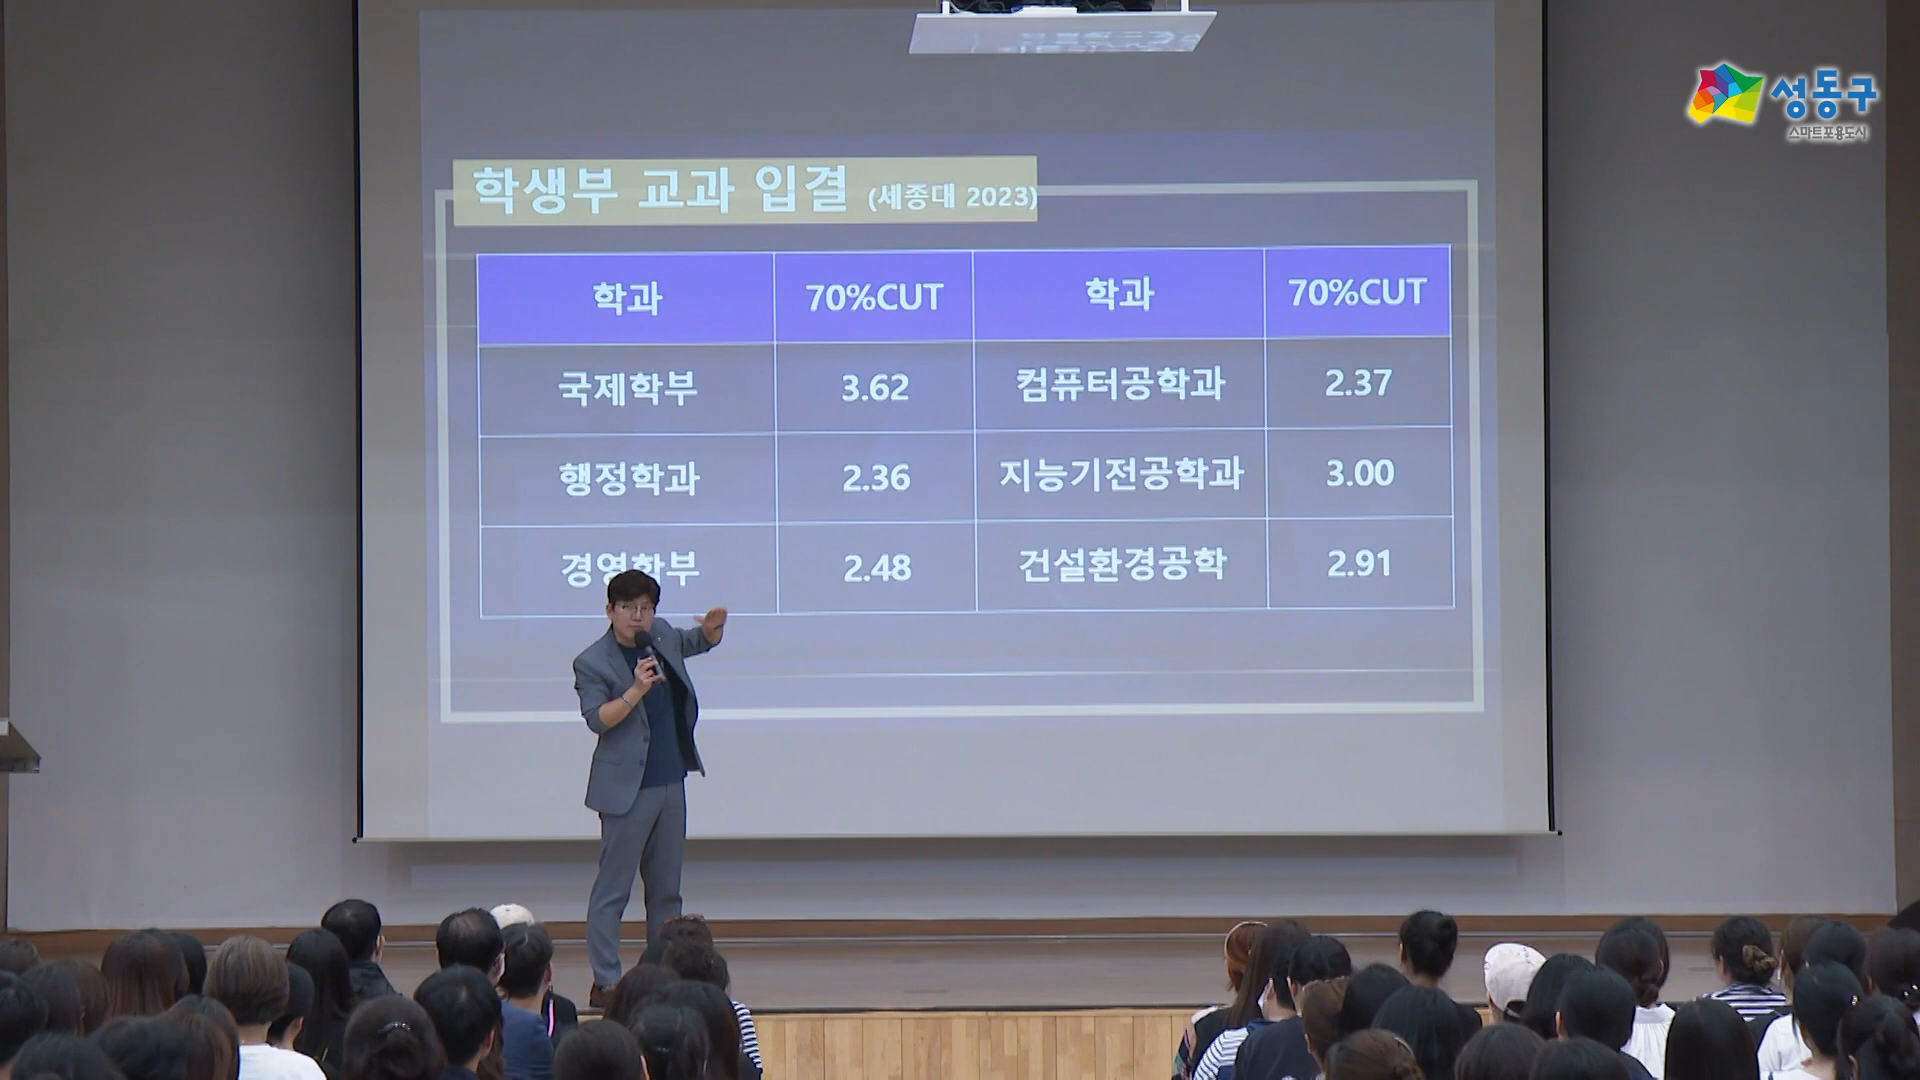 성동구
스마트포용도시
학생부 교과 입결 (세종대 2023)
학과 70%CUT 학과 70%CUT
국제학부 3.62 컴퓨터공학과 2.37
행정학과 2.36 지능기전공학과 3.00
경영학부 2.48 건설환경공학 2.91